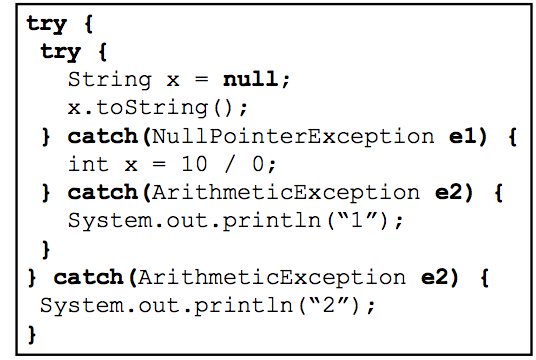 try {
 try {
   String x = null;
   x.toString();
 } catch(NullPointerException e1) {
   int x = 10 / 0;
 } catch(ArithmeticException e2) {
   System.out.println(“1”);
 }
} catch(ArithmeticException e2) {
 System.out.println(“2”);
}